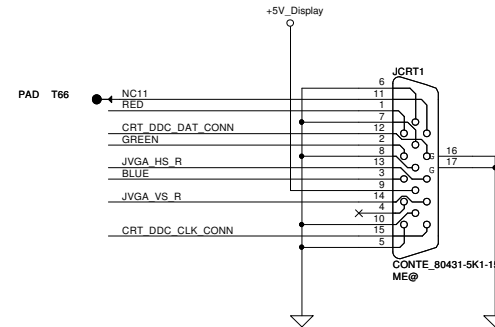 +5V_Display
JCRT1
6
PAD T66
NC11
11
RED
1
7
CRT_DDC_DAT_CONN
12
GREEN
2
8
G
16
JVGA_HS_R
13
G
17
BLUE
3
9
JVGA_VS_R
14
4
10
CRT_DDC_CLK_CONN
15
5
CONTE_80431-5K1-15
ME@